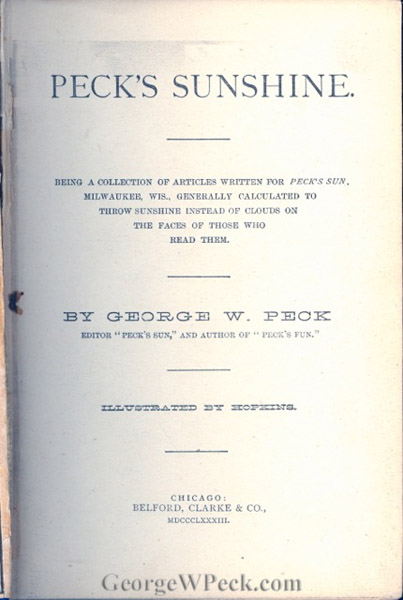 PECK'S SUNSHINE.
BEING A COLLECTION OF ARTICLES WRITTEN FOR PECK'S SUN,
MILWAUKEE, WIS., GENERALLY CALCULATED TO
THROW SUNSHINE INSTEAD OF CLOUDS ON
THE FACES OF THOSE WHO
READ THEM.
BY GEORGE W. PECK
EDITOR "PECK'S SUN," AND AUTHOR OF "PECK'S FUN."
ILLUSTRATED BY HOPKINS.
CHICAGO:
BELFORD, CLARKE & CO.,
MDCCCLXXXIII.
GeorgeWPeck.com